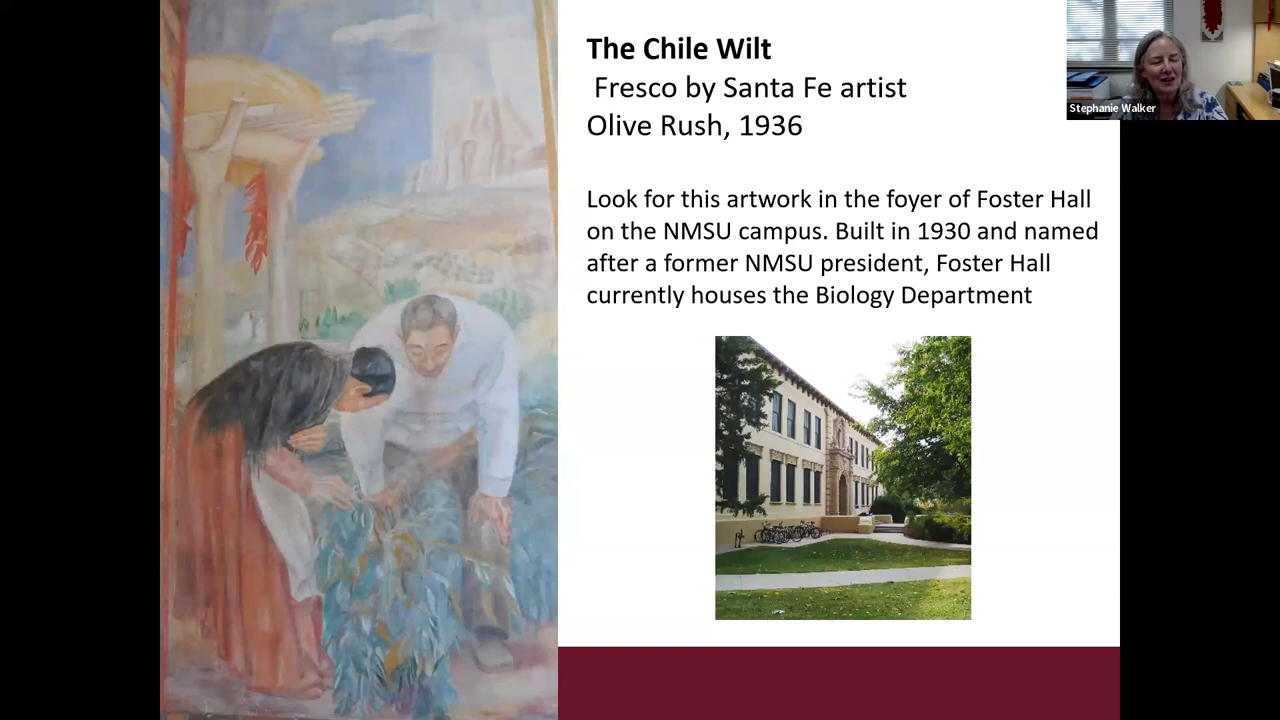 The Chile Wilt
Fresco by Santa Fe artist
Olive Rush, 1936
Look for this artwork in the foyer of Foster Hall
on the NMSU campus. Built in 1930 and named
after a former NMSU president, Foster Hall
currently houses the Biology Department
Stephanie Walker